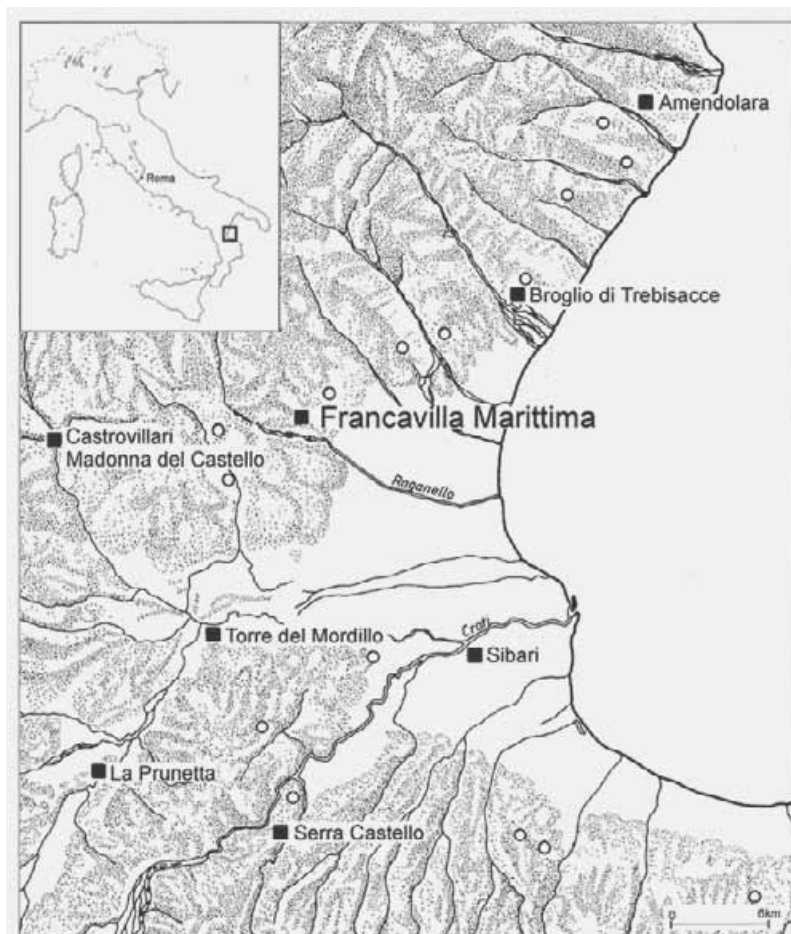 Roma
Amendolara
Broglio di Trebisacce
Francavilla Marittima
Castrovillari
Madonna del Castello
Raganello
Torre del Mordillo
Crati
Sibari
La Prunetta
Serra Castello
0 6km